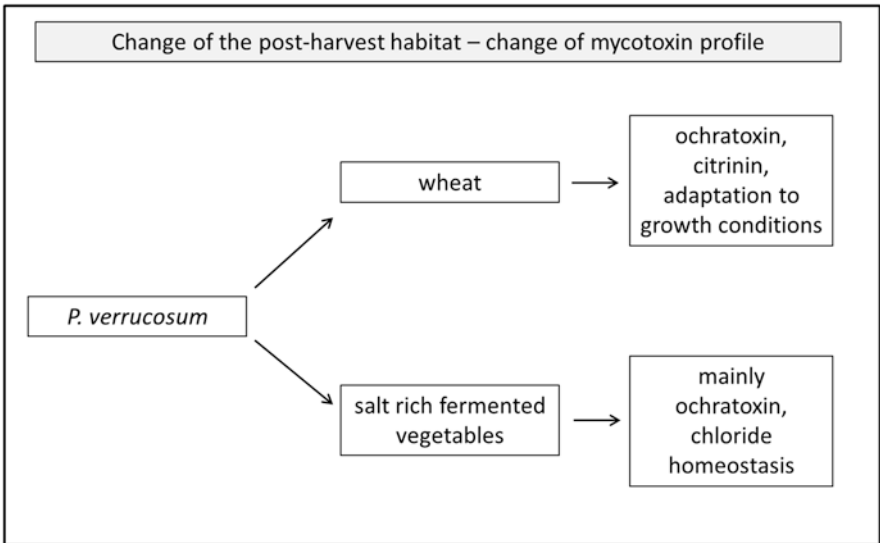 Change of the post-harvest habitat – change of mycotoxin profile
wheat
ochratoxin,
citrinin,
adaptation to
growth conditions
P. verrucosum
salt rich fermented
vegetables
mainly
ochratoxin,
chloride
homeostasis